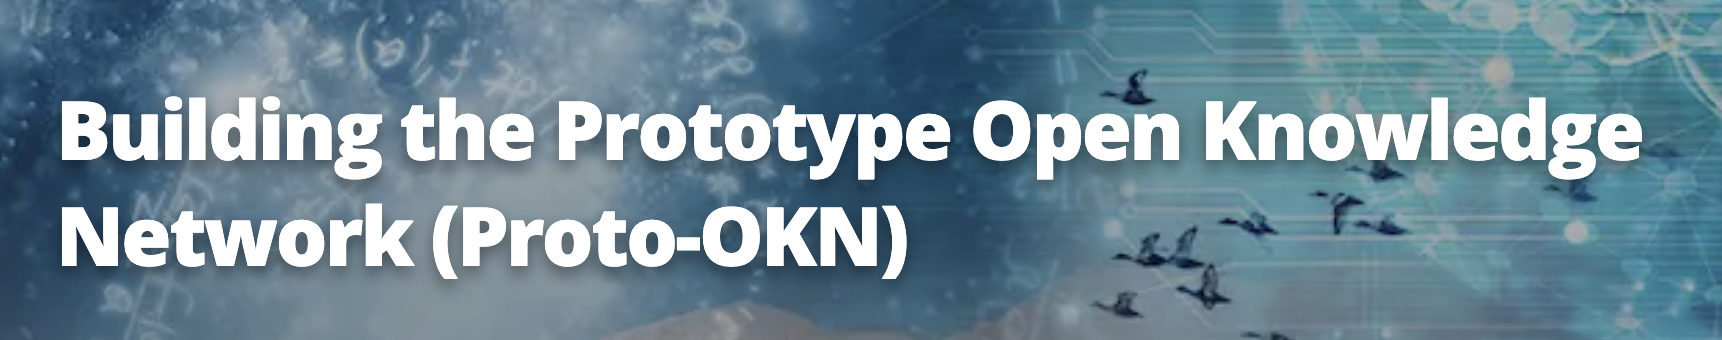 Building the Prototype Open Knowledge
Network (Proto-OKN)